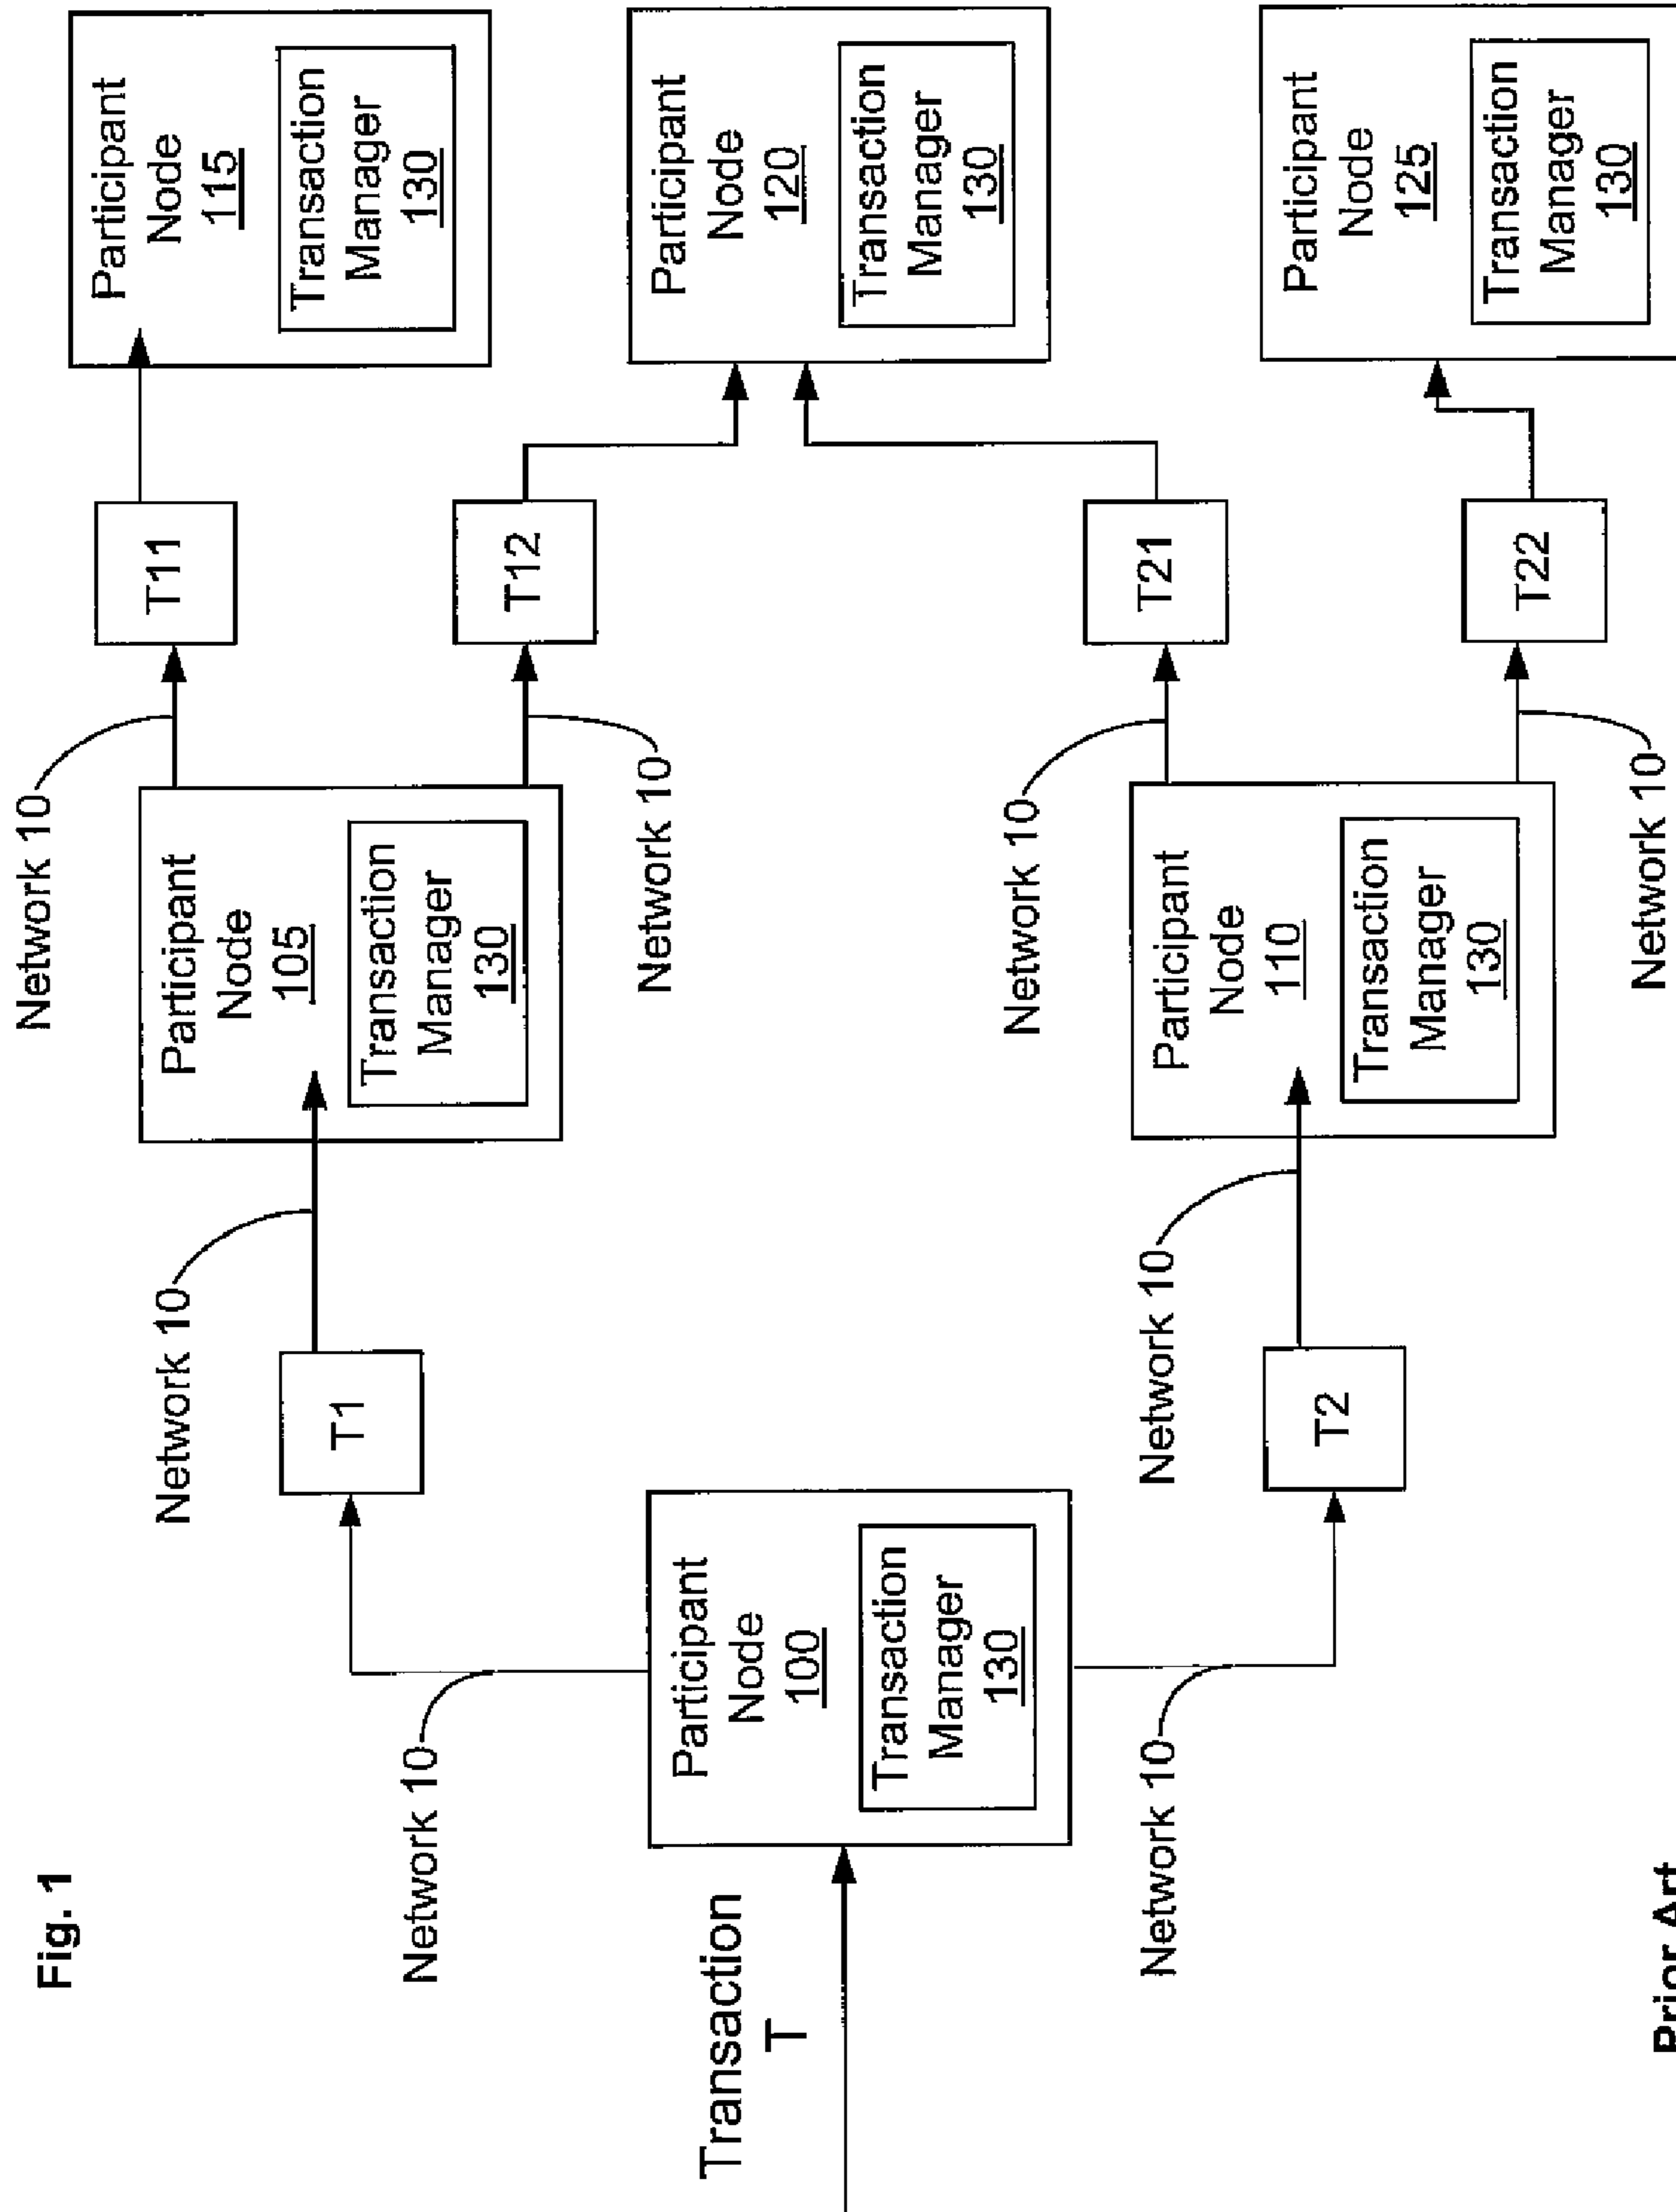 Fig. 1
Transaction
T
Network 10
Network 10
Participant
Node
100
Transaction
Manager
130
T1
T2
Network 10
Network 10
Participant
Node
105
Transaction
Manager
130
Participant
Node
110
Transaction
Manager
130
Network 10
Network 10
Network 10
Network 10
T11
T12
T21
T22
Participant
Node
115
Transaction
Manager
130
Participant
Node
120
Transaction
Manager
130
Participant
Node
125
Transaction
Manager
130
Prior Art